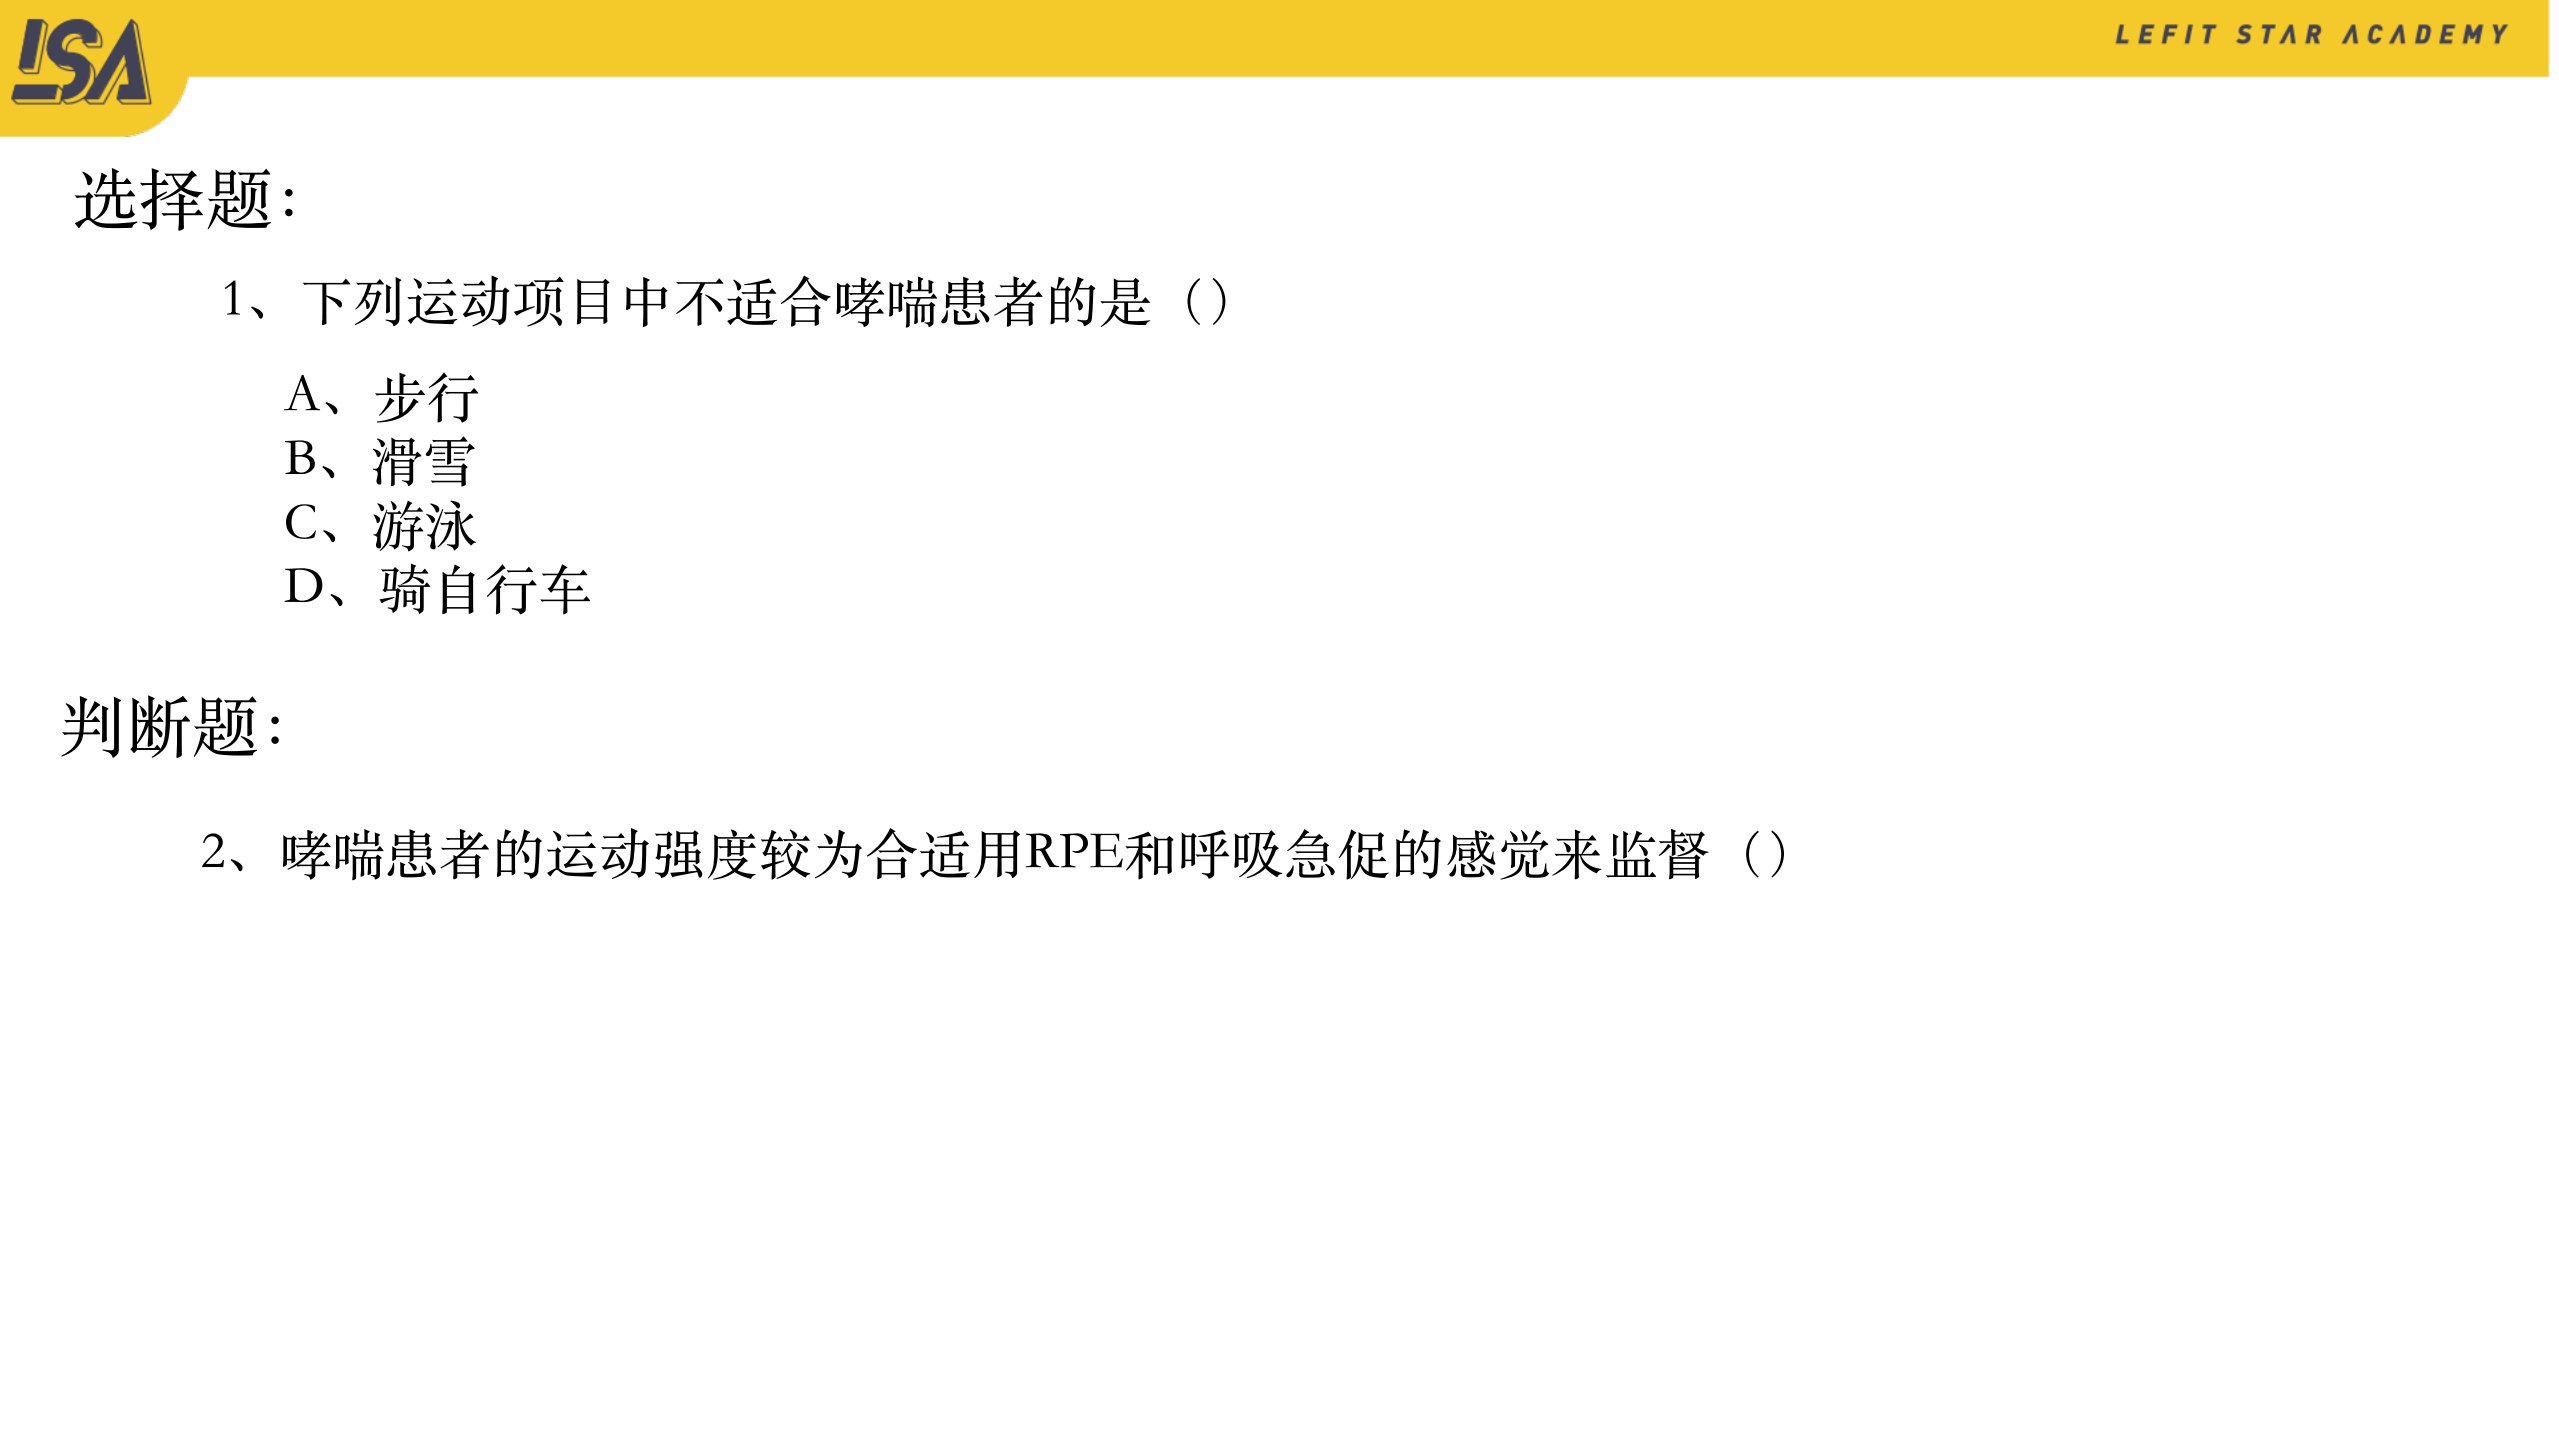 LSA
LEFIT STAR ACADEMY
选择题：
1、下列运动项目中不适合哮喘患者的是（）
A、步行
B、滑雪
C、游泳
D、骑自行车
判断题：
2、哮喘患者的运动强度较为合适用RPE和呼吸急促的感觉来监督（）